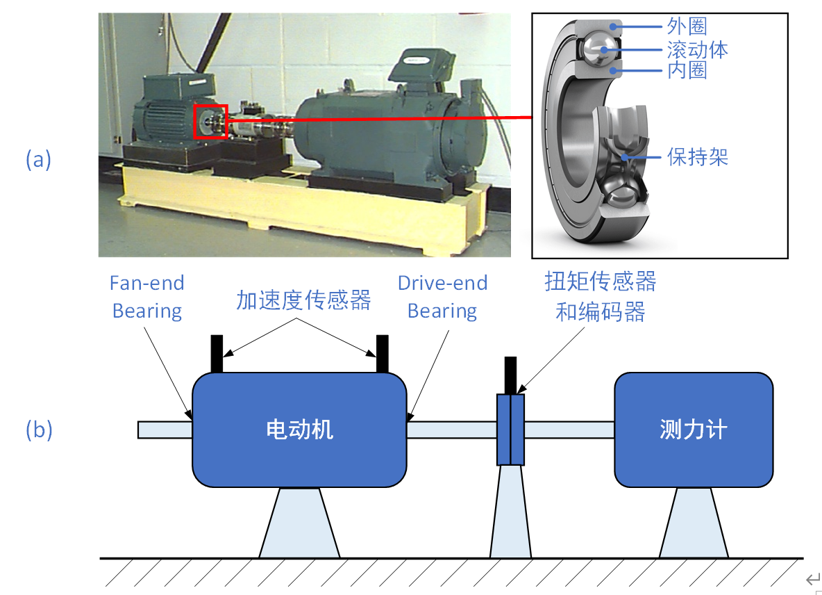 外圈
滚动体
内圈
(a)
保持架
Fan-end
Bearing
加速度传感器
Drive-end
Bearing
扭矩传感器
和编码器
(b)
电动机
测力计